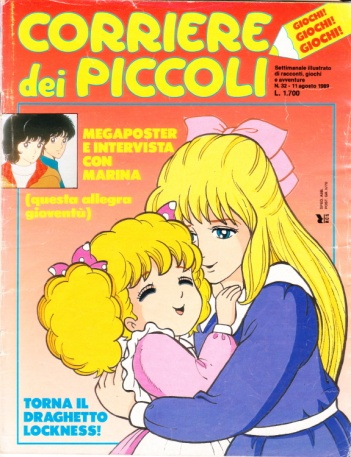 CORRIERE
dei PICCOLI
GIOCHI!
GIOCHI!
GIOCHI!
Settimanale illustrato
di racconti, giochi
e avventure
N. 32 - 11 agosto 1989
L. 1.700
MEGAPOSTER
E INTERVISTA
CON
MARINA
(questa allegra
gioventù)
TORNA IL
DRAGHETTO
LOCKNESS!